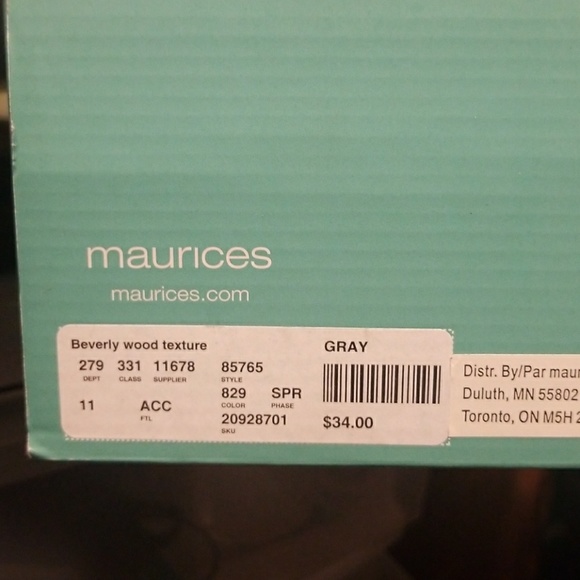 maurices
maurices.com
Beverly wood texture GRAY
279 331 11678 85765
DEPT CLASS SUPPLIER STYLE
829 SPR
COLOR PHASE
11 ACC
FTL
20928701
SKU
$34.00
Distr. By/Par
Duluth, MN 55802
Toronto, ON M5H